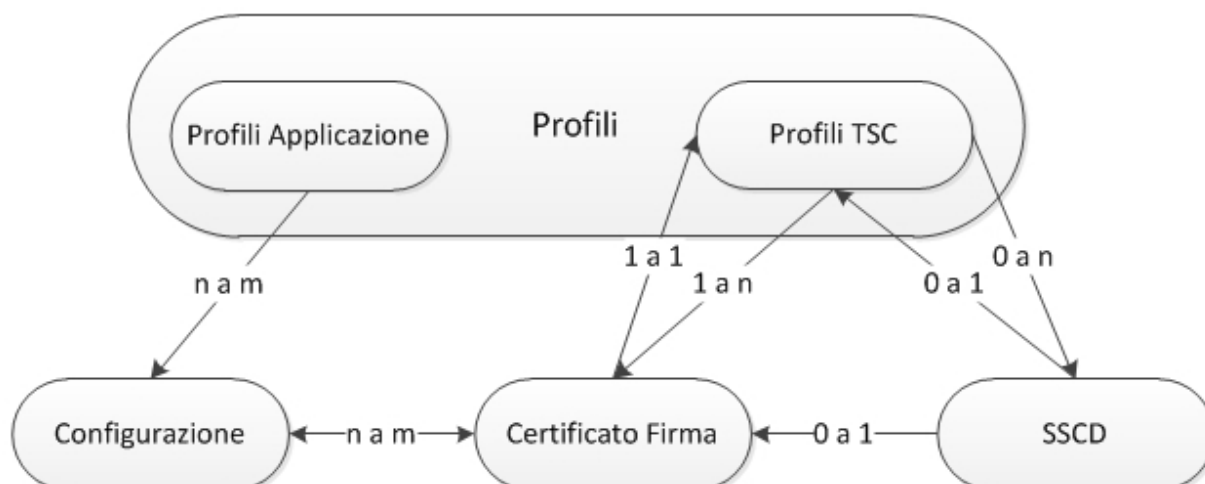 Profili Applicazione
Profili
Profili TSC
n a m
1 a 1
1 a n
0 a 1
0 a n
Configurazione
n a m
Certificato Firma
0 a 1
SSCD